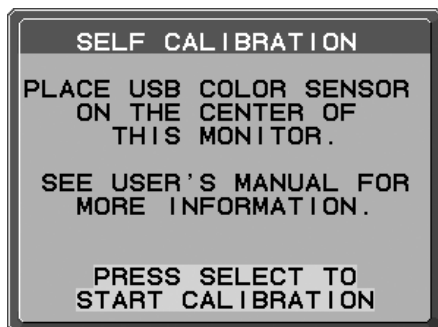 SELF CALIBRATION
PLACE USB COLOR SENSOR
ON THE CENTER OF
THIS MONITOR.
SEE USER'S MANUAL FOR
MORE INFORMATION.
PRESS SELECT TO
START CALIBRATION